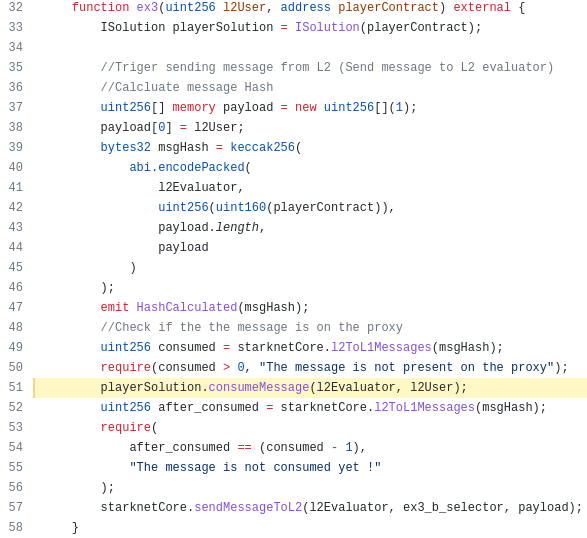 32 function ex3(uint256 l2User, address playerContract) external {
33 ISolution playerSolution = ISolution(playerContract);
34
35 //Triger sending message from L2 (Send message to L2 evaluator)
36 //Calcluate message Hash
37 uint256[] memory payload = new uint256[](1);
38 payload[0] = l2User;
39 bytes32 msgHash = keccak256(
40 abi.encodePacked(
41 l2Evaluator,
42 uint256(uint160(playerContract)),
43 payload.length,
44 payload
45 )
46 );
47 emit HashCalculated(msgHash);
48 //Check if the the message is on the proxy
49 uint256 consumed = starknetCore.l2ToL1Messages(msgHash);
50 require(consumed > 0, "The message is not present on the proxy");
51 playerSolution.consumeMessage(l2Evaluator, l2User);
52 uint256 after_consumed = starknetCore.l2ToL1Messages(msgHash);
53 require(
54 after_consumed == (consumed - 1),
55 "The message is not consumed yet !"
56 );
57 starknetCore.sendMessageToL2(l2Evaluator, ex3_b_selector, payload);
58 }